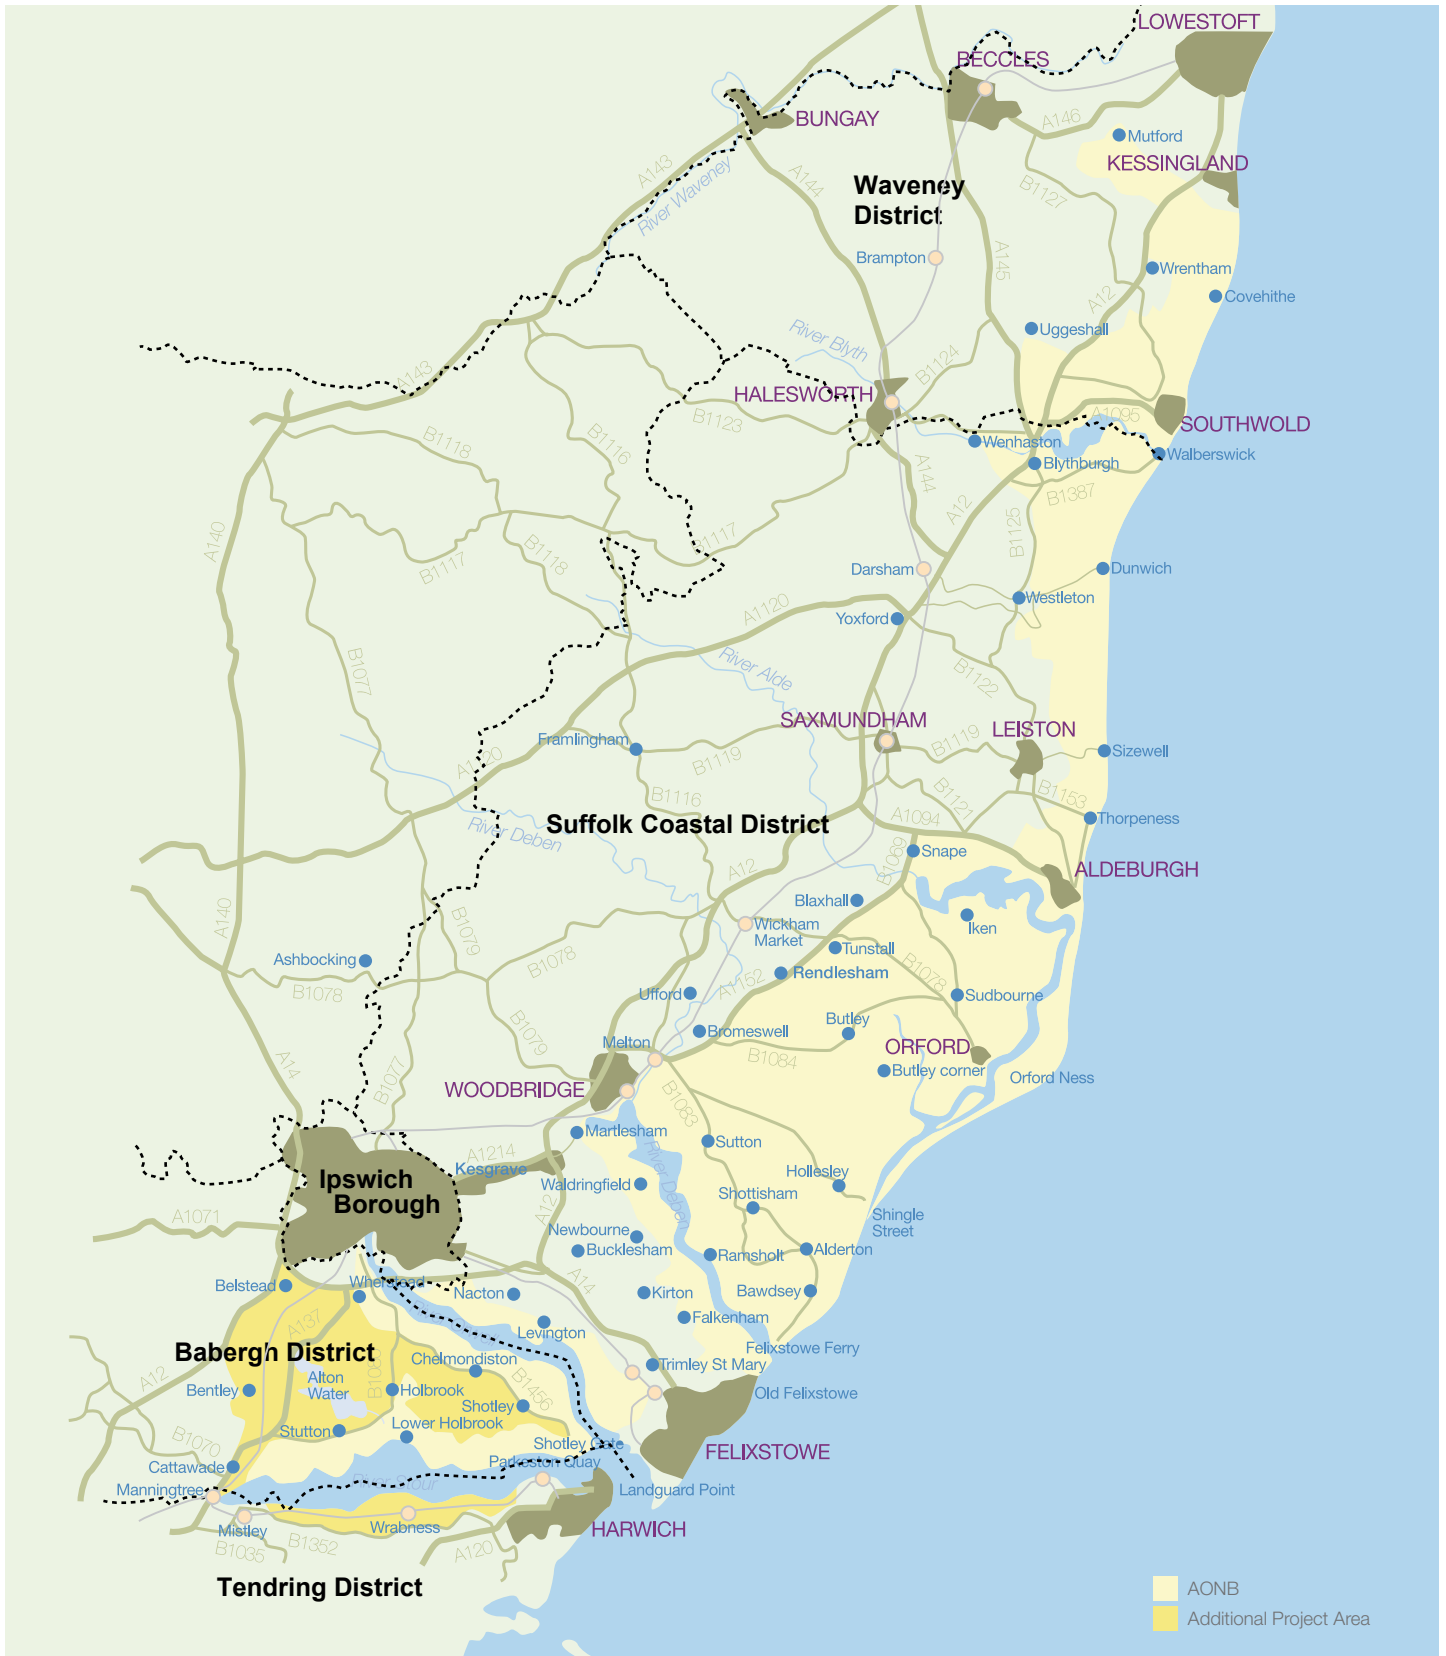 LOWESTOFT
BECCLES
BUNGAY
A146
Mutford
KESSINGLAND
A143
River Waveney
A144
Waveney
District
B1127
Brampton
A145
Wrentham
Covehithe
A12
River Blyth
Uggeshall
A143
B1124
HALESWORTH
B1123
A1095
SOUTHWOLD
B1118
B1116
Wenhaston
Walberswick
Blythburgh
A144
A12
B1387
B1125
A140
B1117
B1118
B1117
Darsham
Dunwich
Westleton
A1120
Yoxford
B1077
River Alde
B1122
SAXMUNDHAM
LEISTON
Framlingham
B1119
B1119
Sizewell
A1120
B1116
B1121
B1153
River Deben
Suffolk Coastal District
A1094
Thorpeness
B1069
Snape
A12
ALDEBURGH
Blaxhall
A140
B1079
Wickham
Market
Iken
Tunstall
Ashbocking
B1078
B1078
A1152
Rendlesham
B1078
Ufford
Sudbourne
B1079
Melton
Bromeswell
Butley
ORFORD
A14
B1077
B1084
Butley corner
Orford Ness
WOODBRIDGE
B1083
Martlesham
Sutton
A1214
River Deben
Kesgrave
Hollesley
Ipswich
Borough
Waldringfield
Shottisham
A12
Shingle
Street
A1071
Newbourne
Bucklesham
Ramsholt
Alderton
A14
Belstead
Wherstead
Nacton
Kirton
Bawdsey
Falkenham
A137
Levington
Babergh District
Felixstowe Ferry
Chelmondiston
Trimley St Mary
A12
Alton
Water
B1080
Bentley
Holbrook
B1456
Old Felixstowe
Shotley
Stutton
Lower Holbrook
B1070
Shotley Gate
FELIXSTOWE
Cattawade
Parkeston Quay
Manningtree
River Stour
Landguard Point
Mistley
Wrabness
HARWICH
B1035
B1352
A120
Tendring District
AONB
Additional Project Area